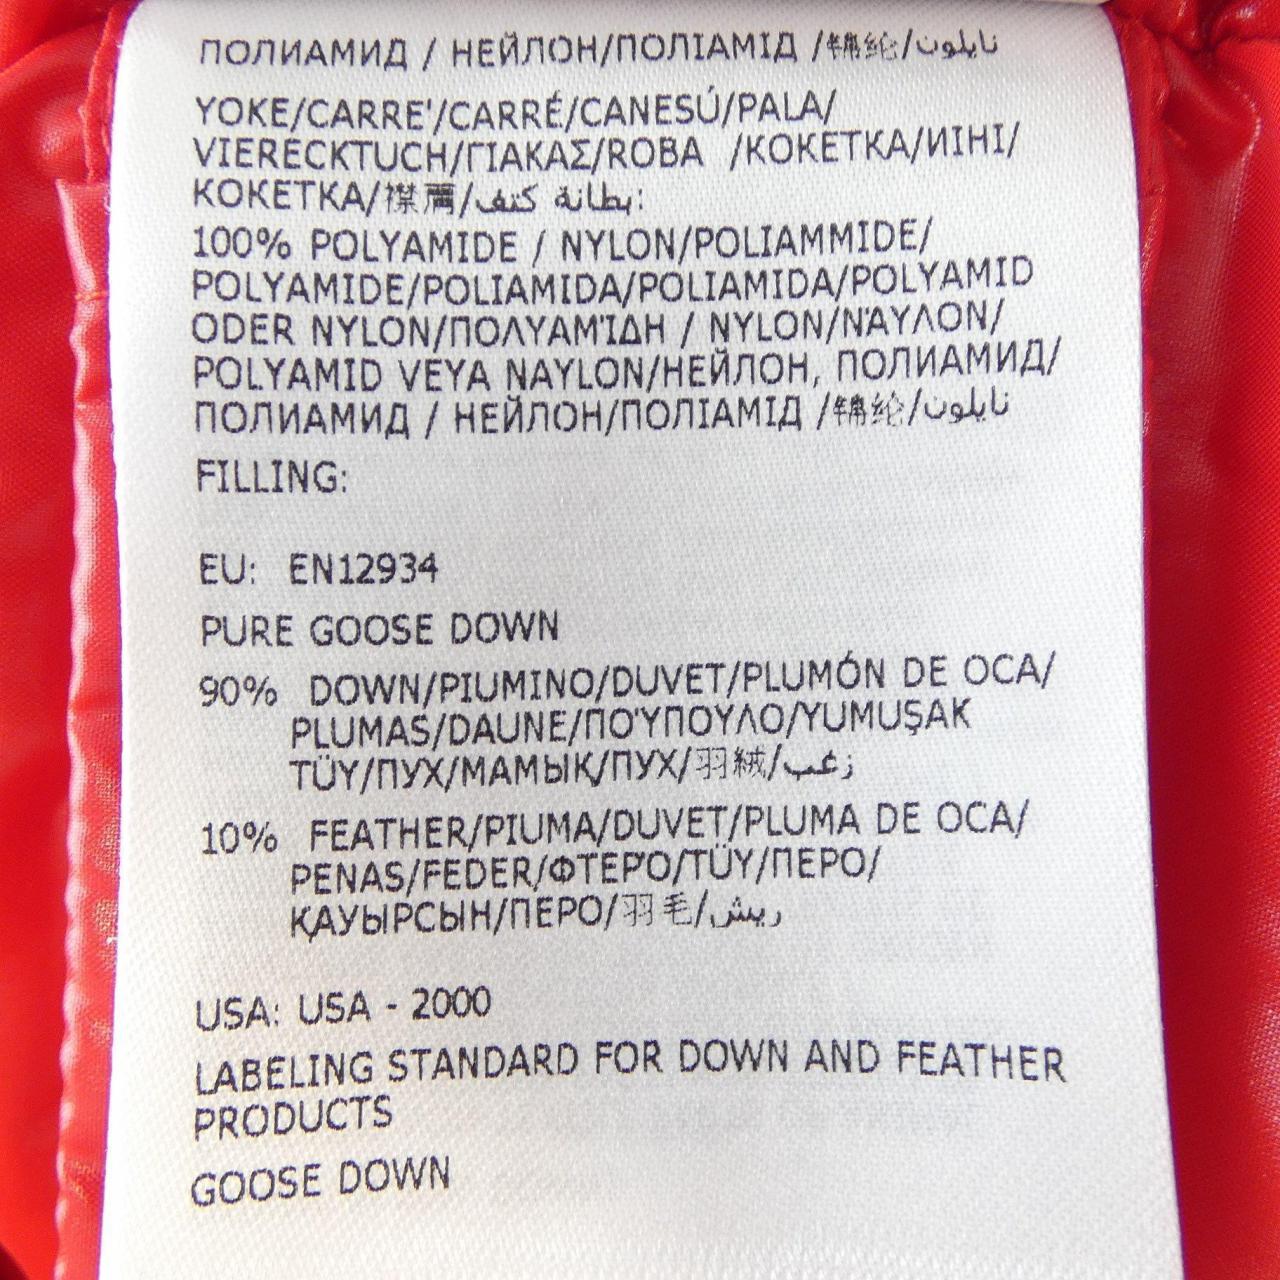 ПОЛИАМИД / НЕЙЛОН/ПОЛІАМІД /锦纶/نايلون
YOKE/CARRE'/CARRÉ/CANESÚ/PALA/
VIERECKTUCH/ΓΙΑΚΑΣ/ROBA /КОКЕТКА/ИІНІ/
КОКЕТКА/襟肩/بطانة كتف:
100% POLYAMIDE / NYLON/POLIAMMIDE/
POLYAMIDE/POLIAMIDA/POLIAMIDA/POLYAMID
ODER NYLON/ΠΟΛΥΑΜΊΔΗ / NYLON/ΝΆΥΛΟΝ/
POLYAMID VEYA NAYLON/НЕЙЛОН, ПОЛИАМИД/
ПОЛИАМИД / НЕЙЛОН/ПОЛІАМІД /锦纶/نايلون
FILLING:
EU: EN12934
PURE GOOSE DOWN
90% DOWN/PIUMINO/DUVET/PLUMÓN DE OCA/
PLUMAS/DAUNE/ΠΟΎΠΟΥΛΟ/YUMUŞAK
TÜY/ПУХ/МАМЫҚ/ПУХ/羽絨/زغب
10% FEATHER/PIUMA/DUVET/PLUMA DE OCA/
PENAS/FEDER/ΦΤΕΡΌ/TÜY/ПЕРО/
ҚАУЫРСЫН/ПЕРО/羽毛/ريش
USA: USA - 2000
LABELING STANDARD FOR DOWN AND FEATHER
PRODUCTS
GOOSE DOWN